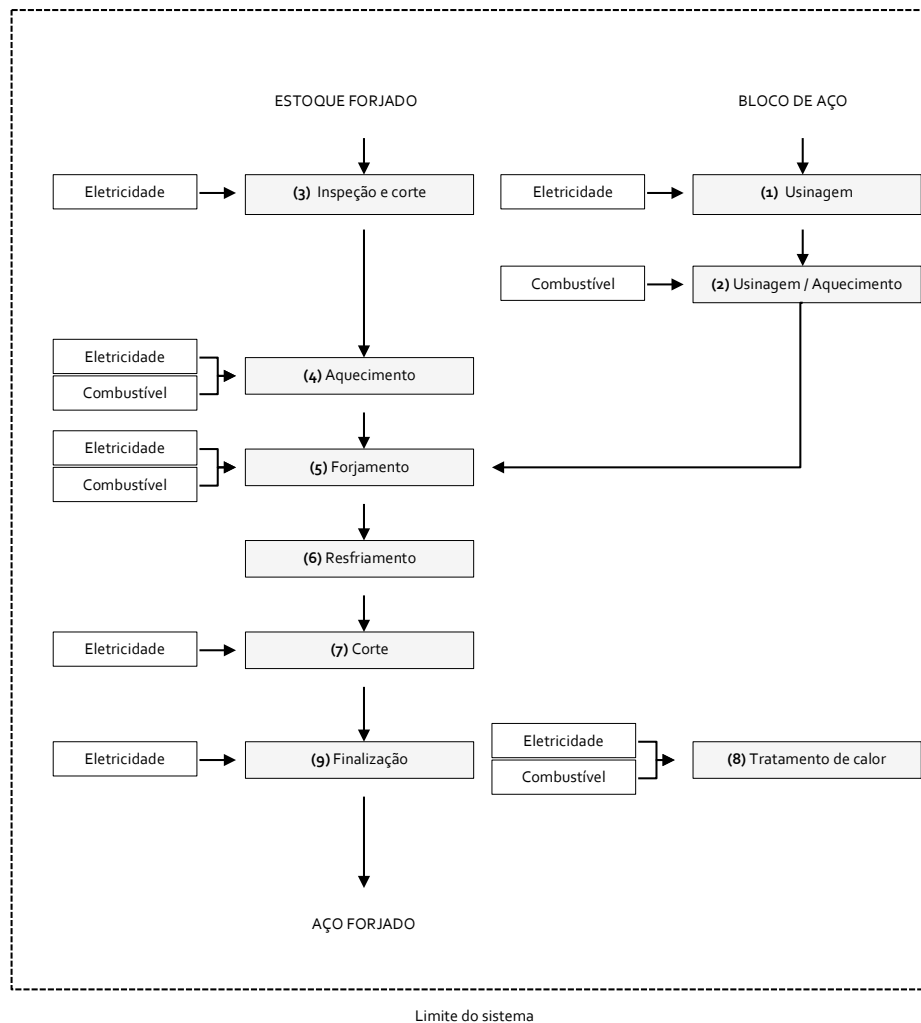 ESTOQUE FORJADO
BLOCO DE AÇO
Eletricidade
(3) Inspeção e corte
Eletricidade
(1) Usinagem
Combustível
(2) Usinagem / Aquecimento
Eletricidade
Combustível
(4) Aquecimento
Eletricidade
Combustível
(5) Forjamento
(6) Resfriamento
Eletricidade
(7) Corte
Eletricidade
(9) Finalização
Eletricidade
Combustível
(8) Tratamento de calor
AÇO FORJADO
Limite do sistema